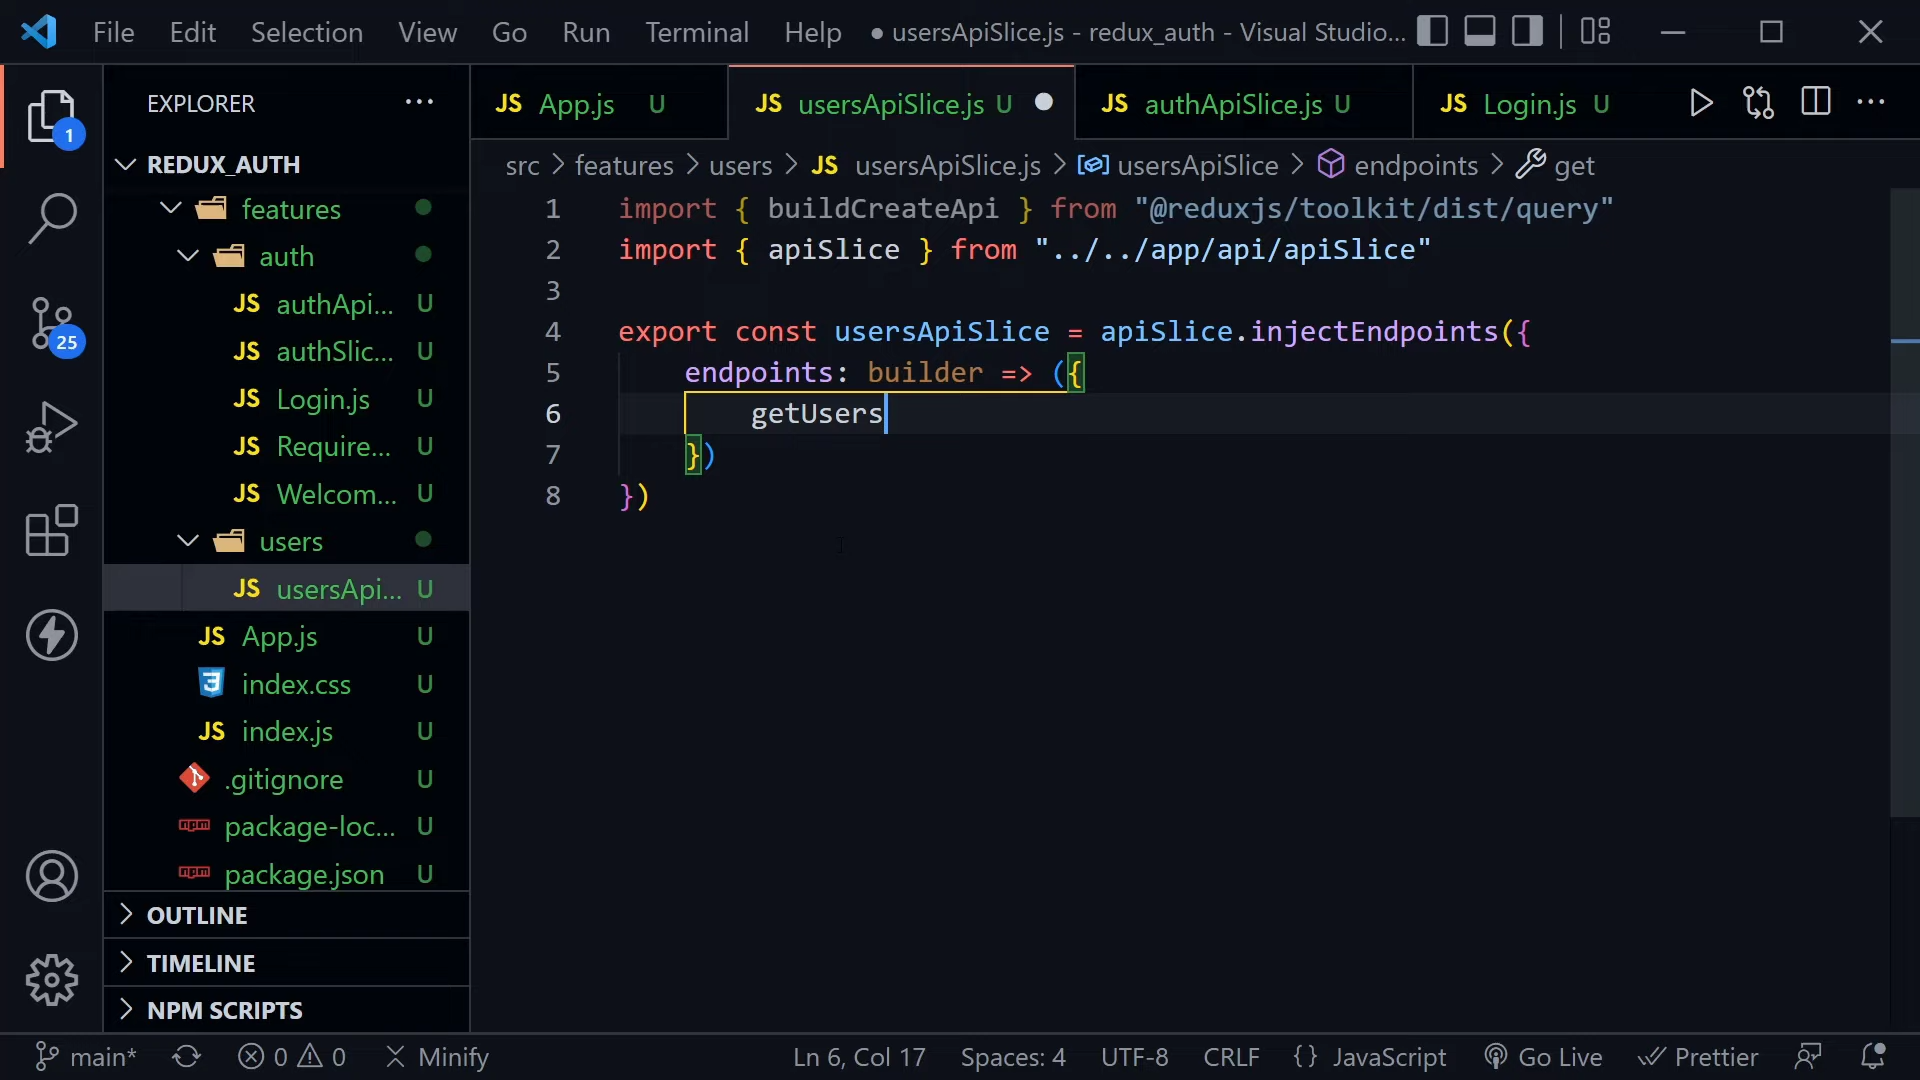 File Edit Selection View Go Run Terminal Help ● usersApiSlice.js - redux_auth - Visual Studio...
EXPLORER ...
JS App.js U
JS usersApiSlice.js U ●
JS authApiSlice.js U
JS Login.js U
...
REDUX_AUTH
src > features > users > JS usersApiSlice.js > usersApiSlice > endpoints > get
1
features
auth
JS authApi... U
JS authSlic... U
JS Login.js U
JS Require... U
JS Welcom... U
users
JS usersApi... U
JS App.js U
index.css U
JS index.js U
.gitignore U
npm package-loc... U
npm package.json U
OUTLINE
TIMELINE
NPM SCRIPTS
25
1 import { buildCreateApi } from "@reduxjs/toolkit/dist/query"
2 import { apiSlice } from "../../app/api/apiSlice"
3
4 export const usersApiSlice = apiSlice.injectEndpoints({
5 endpoints: builder => ({
6 getUsers
7 })
8 })
main* 0 0 Minify Ln 6, Col 17 Spaces: 4 UTF-8 CRLF {} JavaScript Go Live Prettier